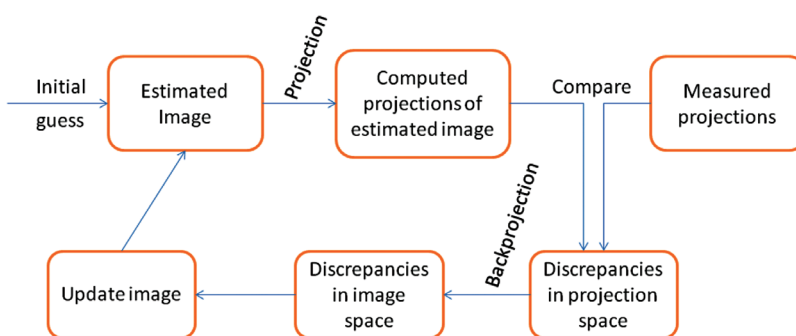 Initial
guess
Estimated
Image
Projection
Computed
projections of
estimated image
Compare
Measured
projections
Update image
Discrepancies
in image
space
Backprojection
Discrepancies
in projection
space